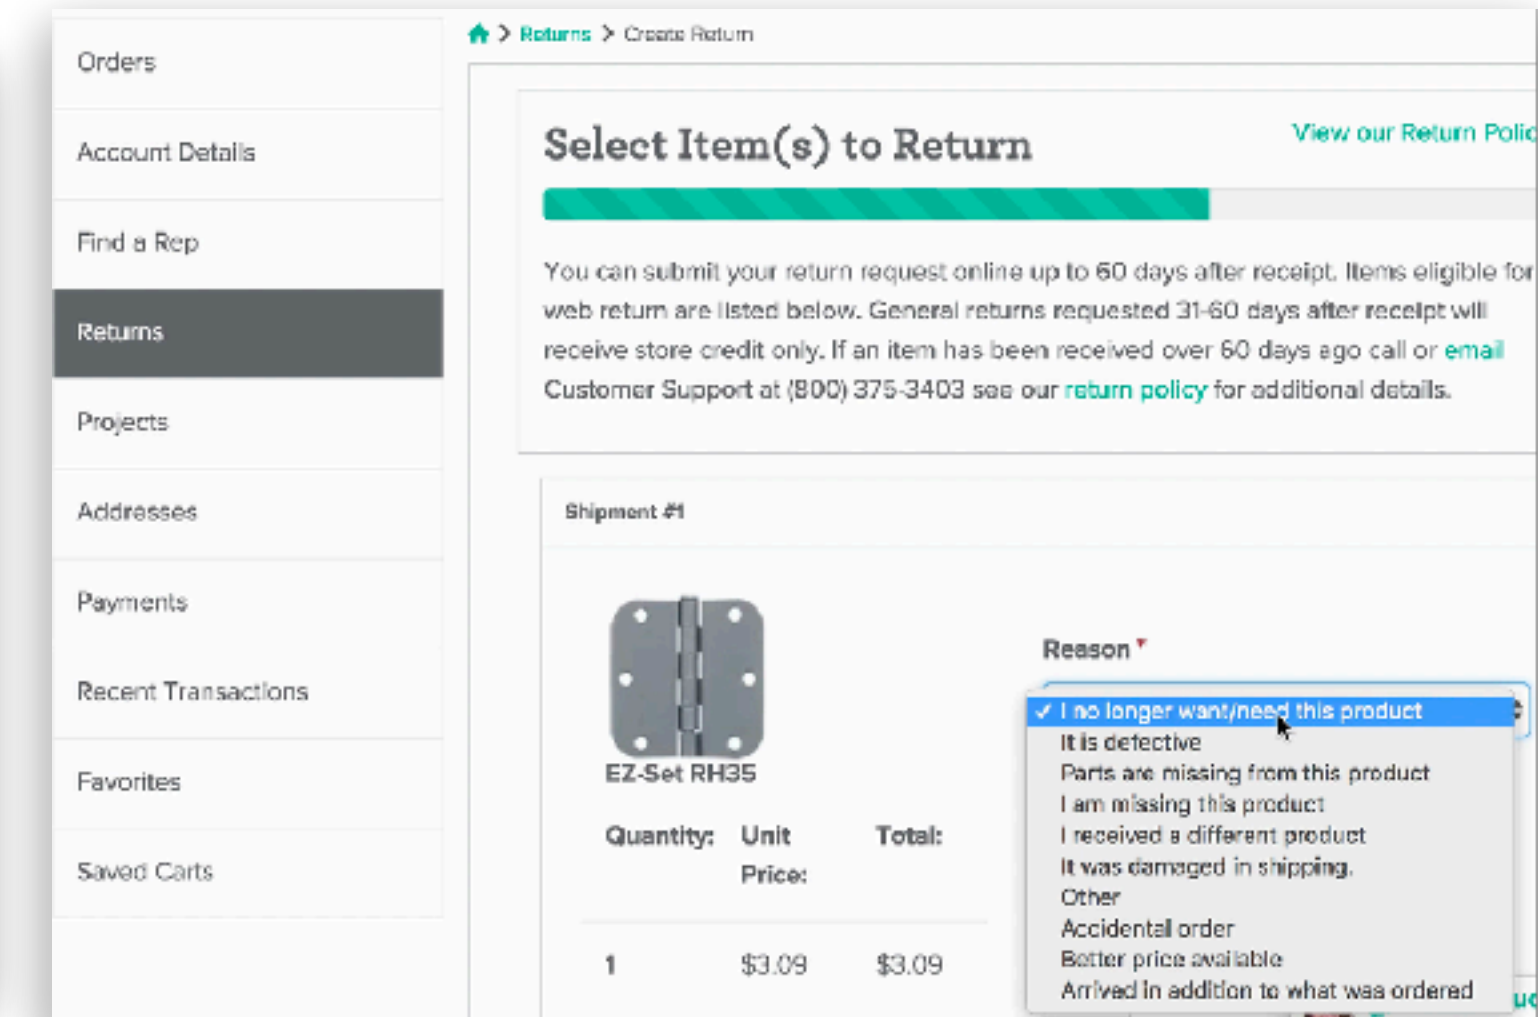 Orders
Account Details
Find a Rep
Returns
Projects
Addresses
Payments
Recent Transactions
Favorites
Saved Carts
Returns > Create Return
Select Item(s) to Return
View our Return Polic
You can submit your return request online up to 60 days after receipt. Items eligible for
web return are listed below. General returns requested 31-60 days after receipt will
receive store credit only. If an item has been received over 60 days ago call or email
Customer Support at (800) 375-3403 see our return policy for additional details.
Shipment #1
EZ-Set RH35
Quantity: Unit Price: Total:
1 $3.09 $3.09
Reason *
✓ I no longer want/need this product
It is defective
Parts are missing from this product
I am missing this product
I received a different product
It was damaged in shipping.
Other
Accidental order
Better price available
Arrived in addition to what was ordered